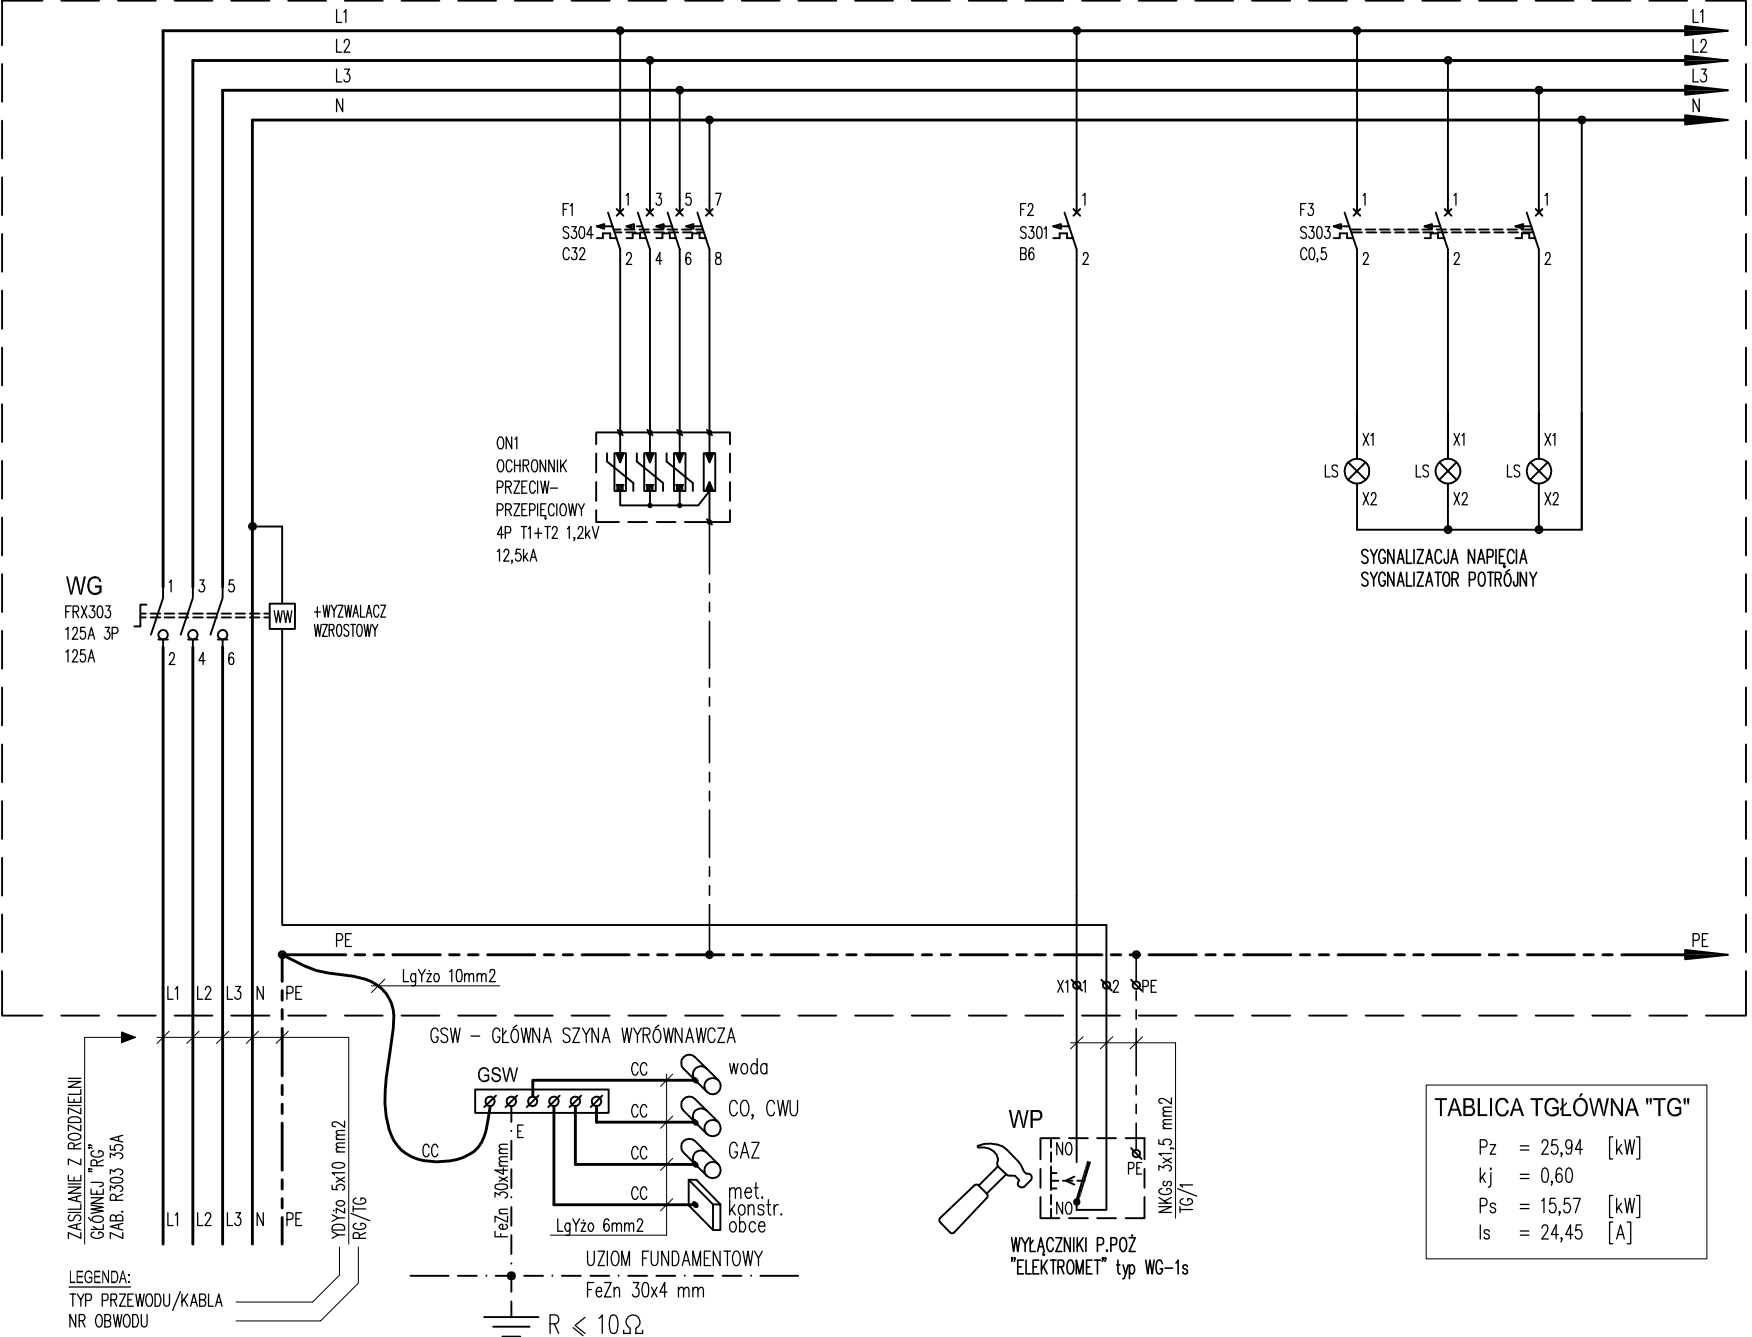 L1
L1
L2
L2
L3
L3
N
N
F1
S304
C32
1
3
5
7
2
4
6
8
F2
S301
B6
1
2
F3
S303
C0,5
1
1
1
2
2
2
ON1
OCHRONNIK
PRZECIW-
PRZEPIĘCIOWY
4P T1+T2 1,2kV
12,5kA
X1
X1
X1
LS
LS
LS
X2
X2
X2
SYGNALIZACJA NAPIĘCIA
SYGNALIZATOR POTRÓJNY
WG
FRX303
125A 3P
125A
1
3
5
2
4
6
WW
+WYZWALACZ
WZROSTOWY
PE
PE
LgYżo 10mm2
L1
L2
L3
N
PE
X1
1
2
PE
GSW - GŁÓWNA SZYNA WYRÓWNAWCZA
GSW
CC
woda
CC
CO, CWU
CC
GAZ
CC
met.
konstr.
obce
CC
E
FeZn 30x4mm
LgYżo 6mm2
UZIOM FUNDAMENTOWY
FeZn 30x4 mm
R ⩽ 10Ω
ZASILANIE Z ROZDZIELNI
GŁÓWNEJ "RG"
ZAB. R303 35A
L1
L2
L3
N
PE
YDYżo 5x10 mm2
RG/TG
LEGENDA:
TYP PRZEWODU/KABLA
NR OBWODU
WP
NO
NO
PE
NKGs 3x1,5 mm2
TG/1
WYŁĄCZNIKI P.POŻ
"ELEKTROMET" typ WG-1s
TABLICA TGŁÓWNA "TG"
Pz = 25,94 [kW]
kj = 0,60
Ps = 15,57 [kW]
Is = 24,45 [A]